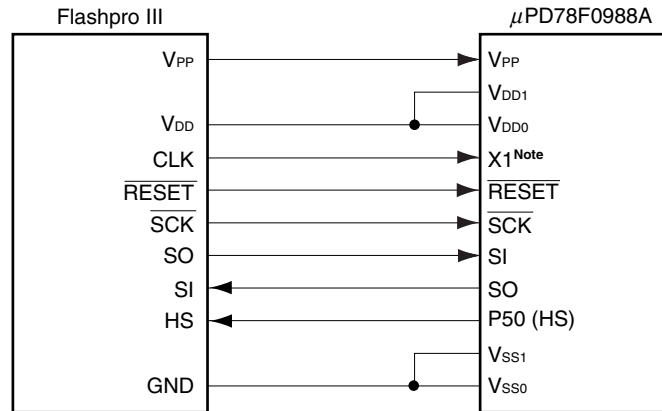 Flashpro III μPD78F0988A
VPP VPP
VDD1
VDD VDD0
CLK X1Note
RESET RESET
SCK SCK
SO SI
SI SO
HS P50 (HS)
VSS1
GND VSS0